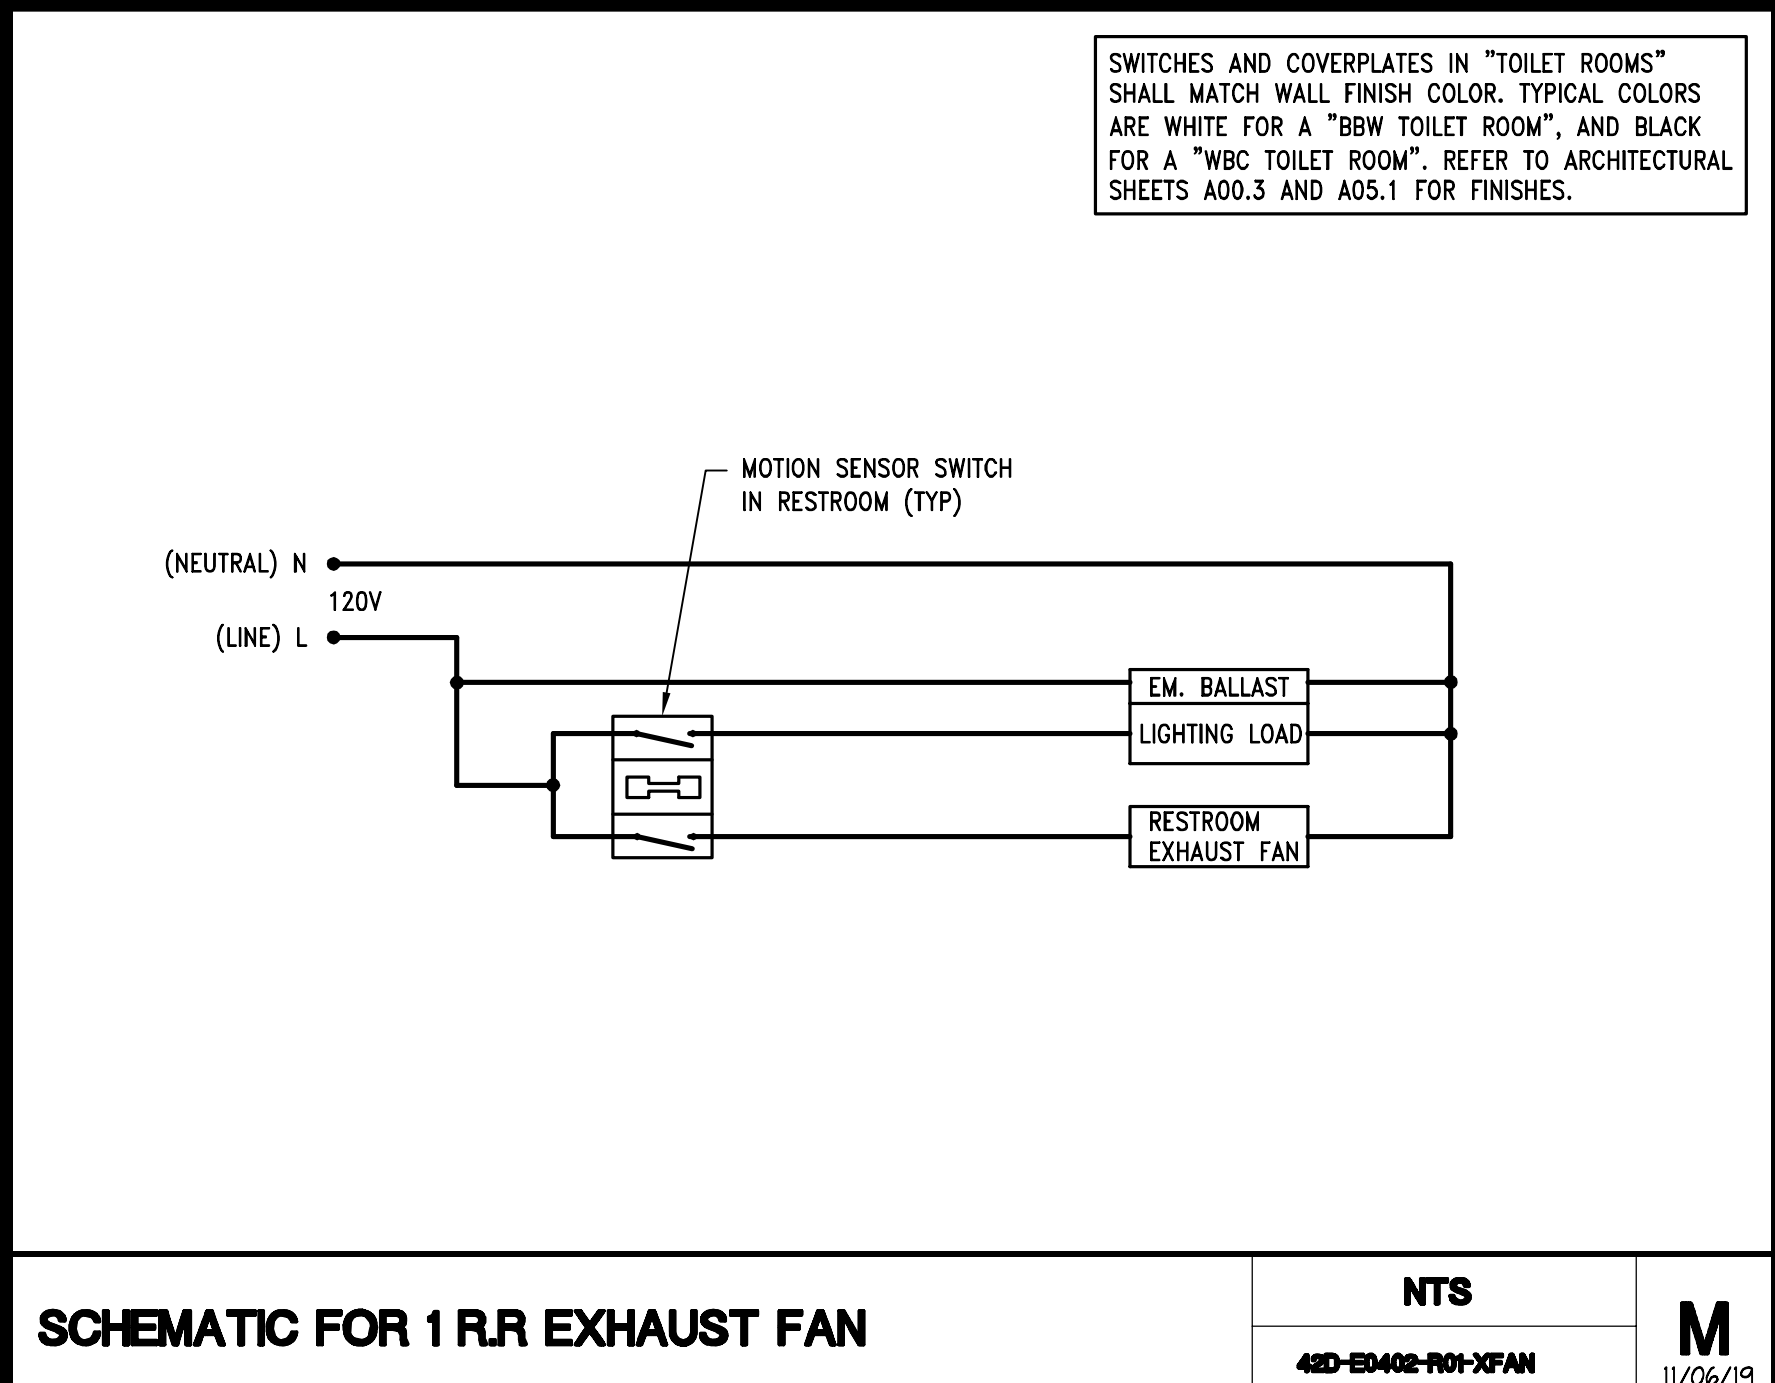 SWITCHES AND COVERPLATES IN "TOILET ROOMS"
SHALL MATCH WALL FINISH COLOR. TYPICAL COLORS
ARE WHITE FOR A "BBW TOILET ROOM", AND BLACK
FOR A "WBC TOILET ROOM". REFER TO ARCHITECTURAL
SHEETS A00.3 AND A05.1 FOR FINISHES.
MOTION SENSOR SWITCH
IN RESTROOM (TYP)
(NEUTRAL) N
120V
(LINE) L
EM. BALLAST
LIGHTING LOAD
RESTROOM
EXHAUST FAN
SCHEMATIC FOR 1 R.R EXHAUST FAN
NTS
42D-E0402-R01-XFAN
M
11/06/19